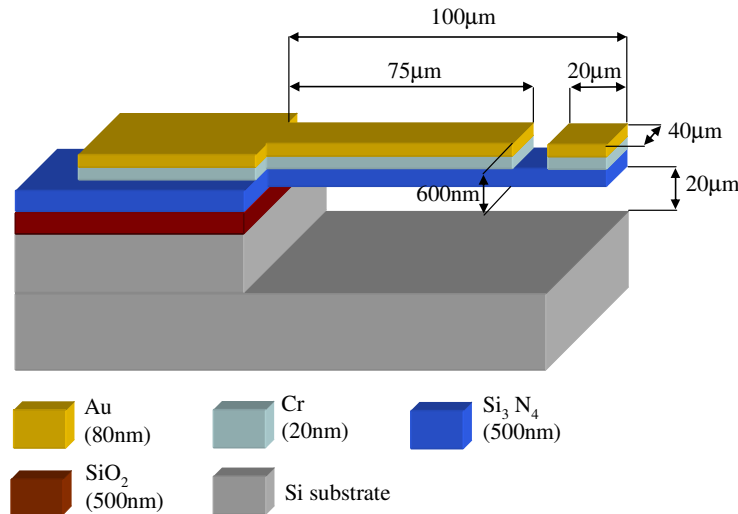 100μm
75μm
20μm
40μm
600nm
20μm
Au
(80nm)
Cr
(20nm)
Si₃ N₄
(500nm)
SiO₂
(500nm)
Si substrate